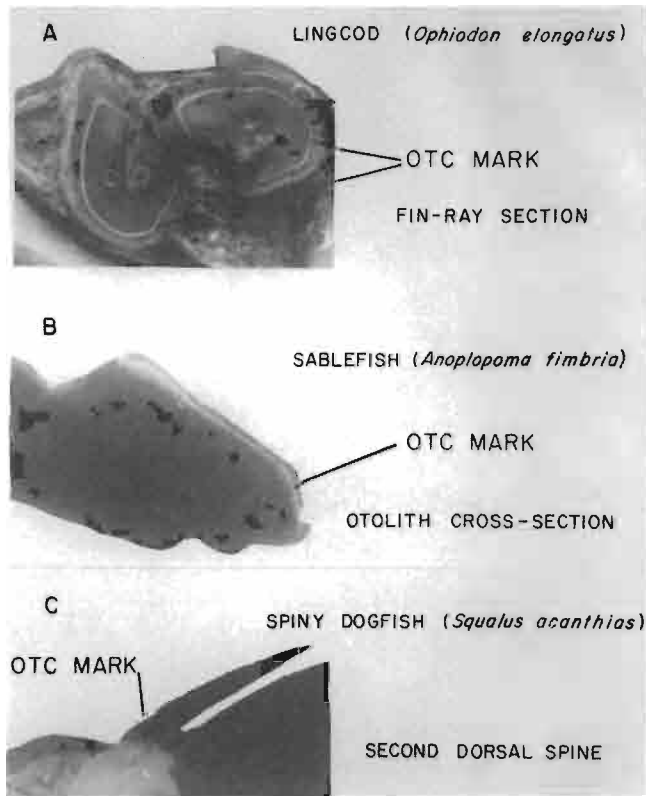 A
LINGCOD (Ophiodon elongatus)
OTC MARK
FIN-RAY SECTION
B
SABLEFISH (Anoplopoma fimbria)
OTC MARK
OTOLITH CROSS-SECTION
C
SPINY DOGFISH (Squalus acanthias)
OTC MARK
SECOND DORSAL SPINE